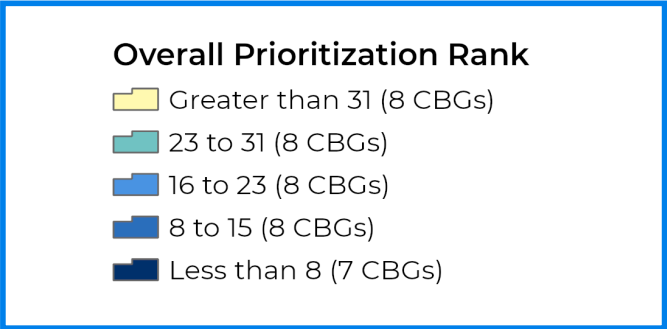 Overall Prioritization Rank
Greater than 31 (8 CBGs)
23 to 31 (8 CBGs)
16 to 23 (8 CBGs)
8 to 15 (8 CBGs)
Less than 8 (7 CBGs)